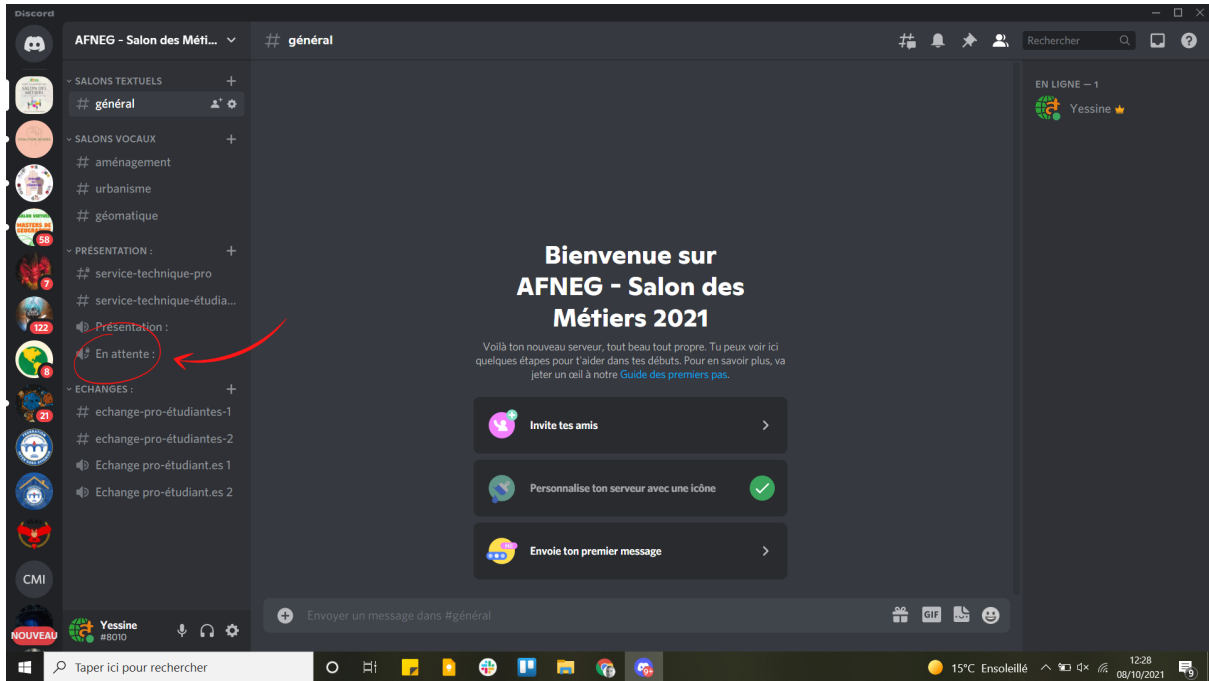 Discord
AFNEG - Salon des Méti...
# général
Rechercher
SALONS TEXTUELS
# général
SALONS VOCAUX
# aménagement
# urbanisme
# géomatique
PRÉSENTATION :
# service-technique-pro
# service-technique-étudia...
Présentation :
En attente :
ECHANGES :
# echange-pro-étudiantes-1
# echange-pro-étudiantes-2
Echange pro-étudiant.es 1
Echange pro-étudiant.es 2
58
7
122
8
21
CMI
NOUVEAU
Yessine
#8010
Bienvenue sur
AFNEG - Salon des
Métiers 2021
Voilà ton nouveau serveur, tout beau tout propre. Tu peux voir ici
quelques étapes pour t'aider dans tes débuts. Pour en savoir plus, va
jeter un œil à notre Guide des premiers pas.
Invite tes amis
Personnalise ton serveur avec une icône
Envoie ton premier message
Envoyer un message dans #général
GIF
EN LIGNE — 1
Yessine
Taper ici pour rechercher
15°C Ensoleillé
12:28
08/10/2021